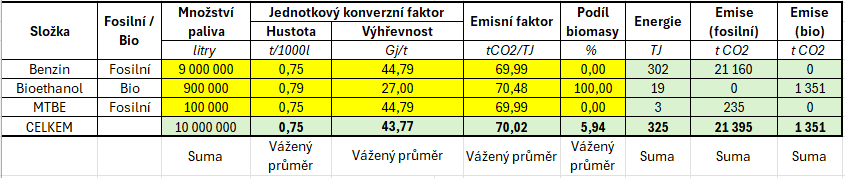 Složka Fosilní / Bio Množství paliva Jednotkový konverzní faktor Emisní faktor Podíl biomasy Energie Emise (fosilní) Emise (bio)
Hustota Výhřevnost
litry t/1000l Gj/t tCO2/TJ % TJ t CO2 t CO2
Benzin Fosilní 9 000 000 0,75 44,79 69,99 0,00 302 21 160 0
Bioethanol Bio 900 000 0,79 27,00 70,48 100,00 19 0 1 351
MTBE Fosilní 100 000 0,75 44,79 69,99 0,00 3 235 0
CELKEM 10 000 000 0,75 43,77 70,02 5,94 325 21 395 1 351
Suma Vážený průměr Vážený průměr Vážený průměr Vážený průměr Suma Suma Suma